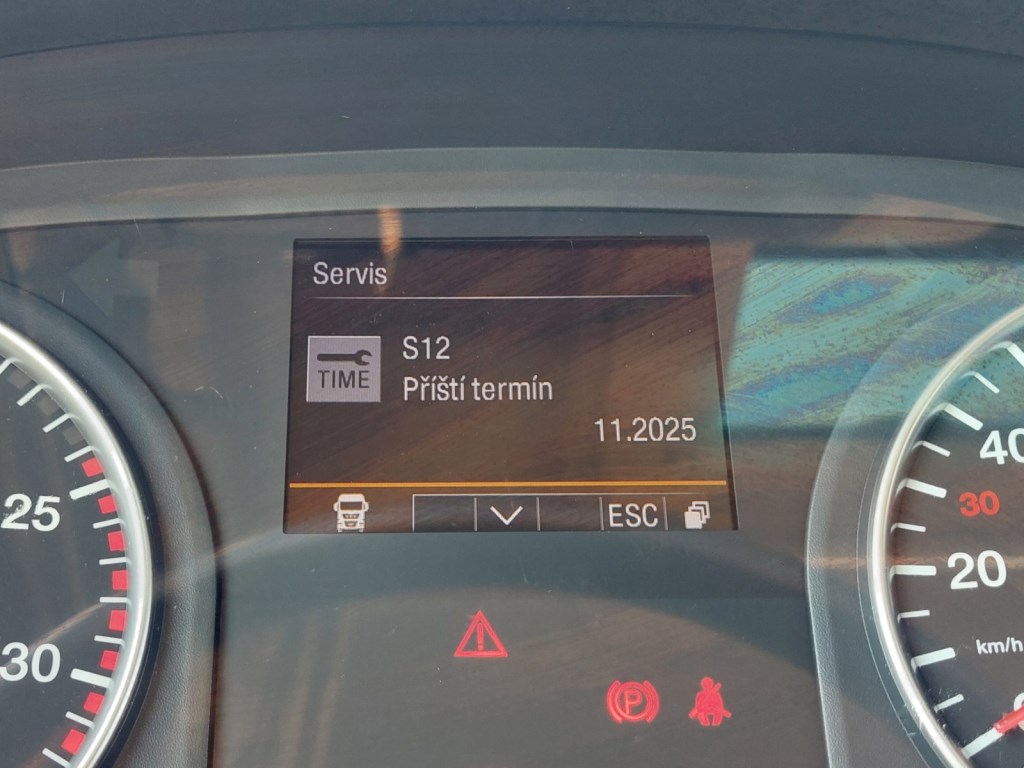 Servis
TIME
S12
Příští termín
11.2025
ESC
25
30
40
30
20
km/h
P